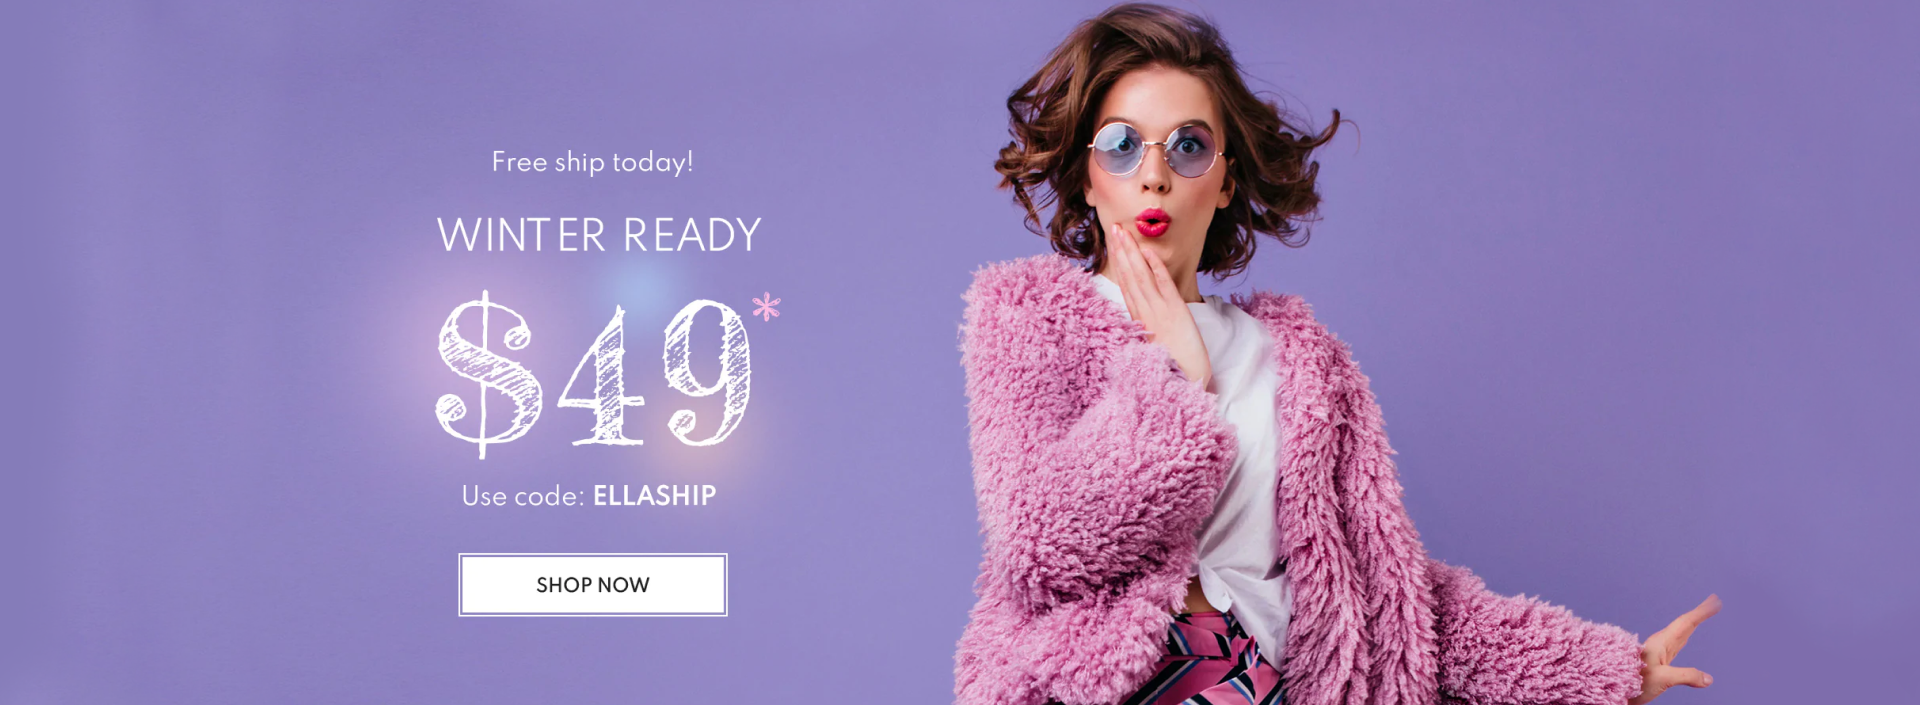 Free ship today!
WINTER READY
$49*
Use code: ELLASHIP
SHOP NOW